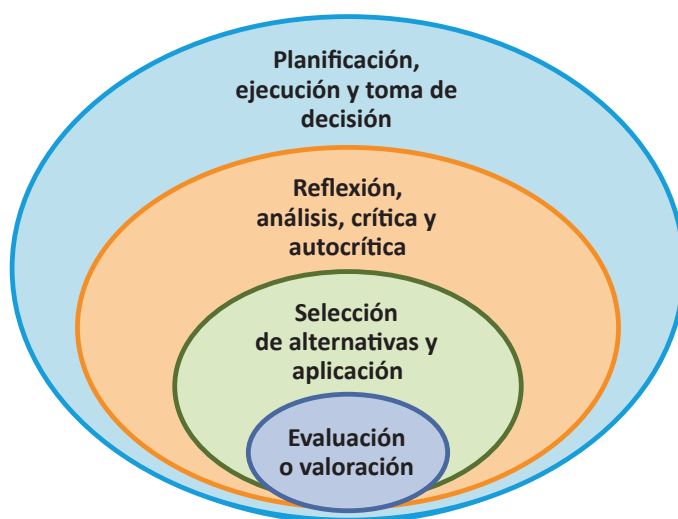 Planificación,
ejecución y toma de
decisión
Reflexión,
análisis, crítica y
autocrítica
Selección
de alternativas y
aplicación
Evaluación
o valoración